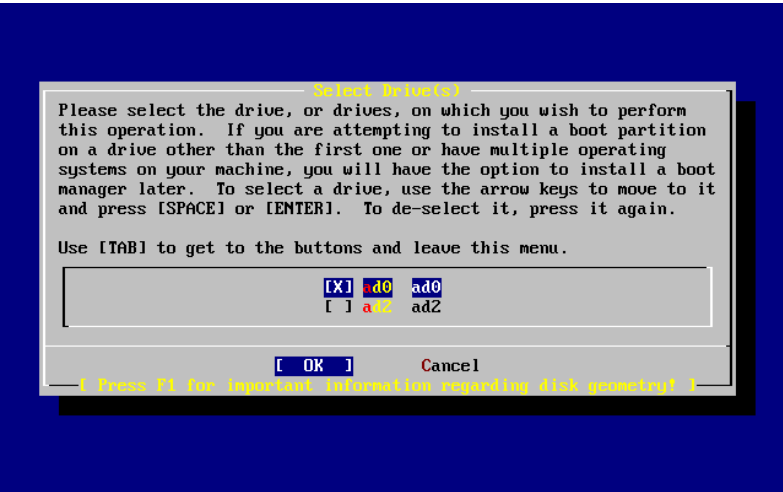 Select Drive(s)
Please select the drive, or drives, on which you wish to perform
this operation.  If you are attempting to install a boot partition
on a drive other than the first one or have multiple operating
systems on your machine, you will have the option to install a boot
manager later.  To select a drive, use the arrow keys to move to it
and press [SPACE] or [ENTER].  To de-select it, press it again.
Use [TAB] to get to the buttons and leave this menu.
[X] ad0  ad0
[ ] ad2  ad2
[  OK  ]       Cancel
[ Press F1 for important information regarding disk geometry! ]